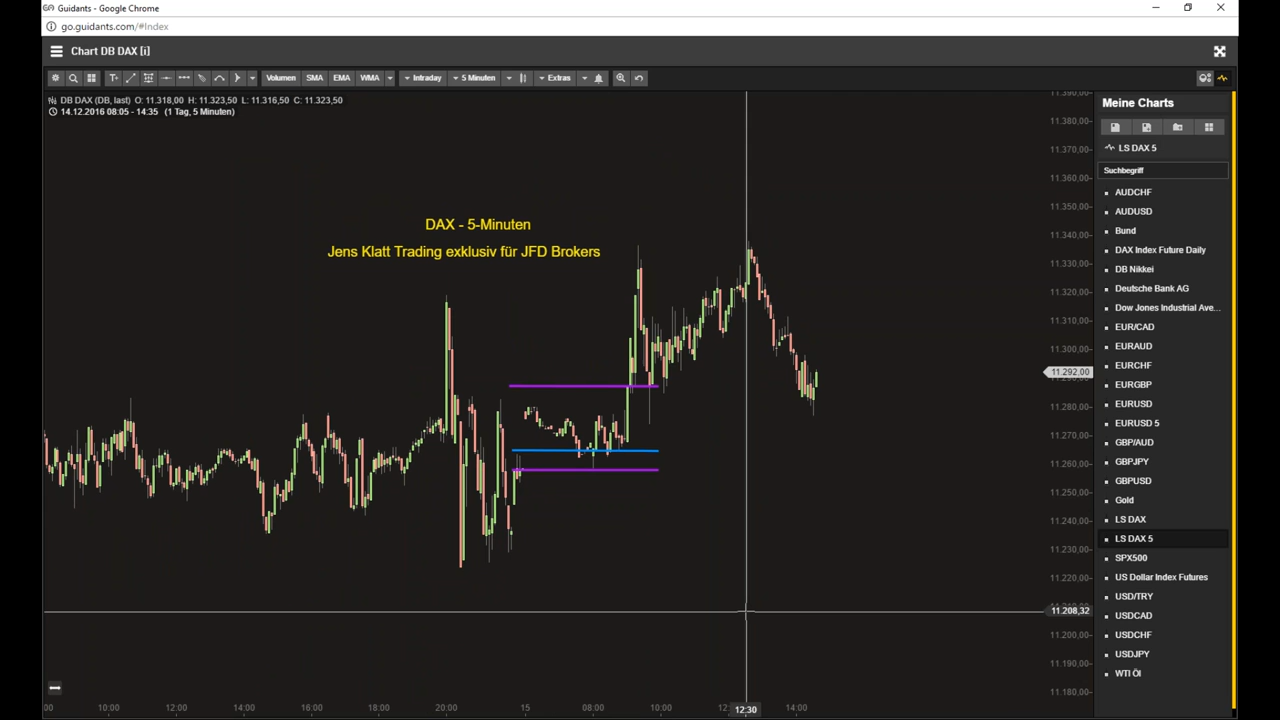 Guidants - Google Chrome
go.guidants.com/#Index
Chart DB DAX [i]
Volumen SMA EMA WMA Intraday 5 Minuten Extras
DB DAX (DB, last) O: 11.318,00 H: 11.323,50 L: 11.316,50 C: 11.323,50
14.12.2016 08:05 - 14:35 (1 Tag, 5 Minuten)
DAX - 5-Minuten
Jens Klatt Trading exklusiv für JFD Brokers
11.390,00
11.380,00
11.370,00
11.360,00
11.350,00
11.340,00
11.330,00
11.320,00
11.310,00
11.300,00
11.292,00
11.280,00
11.270,00
11.260,00
11.250,00
11.240,00
11.230,00
11.220,00
11.208,32
11.200,00
11.190,00
11.180,00
:00 10:00 12:00 14:00 16:00 18:00 20:00 15 08:00 10:00 12:30 14:00
Meine Charts
LS DAX 5
Suchbegriff
AUDCHF
AUDUSD
Bund
DAX Index Future Daily
DB Nikkei
Deutsche Bank AG
Dow Jones Industrial Ave...
EUR/CAD
EURAUD
EURCHF
EURGBP
EURUSD
EURUSD 5
GBP/AUD
GBPJPY
GBPUSD
Gold
LS DAX
LS DAX 5
SPX500
US Dollar Index Futures
USD/TRY
USDCAD
USDCHF
USDJPY
WTI Öl